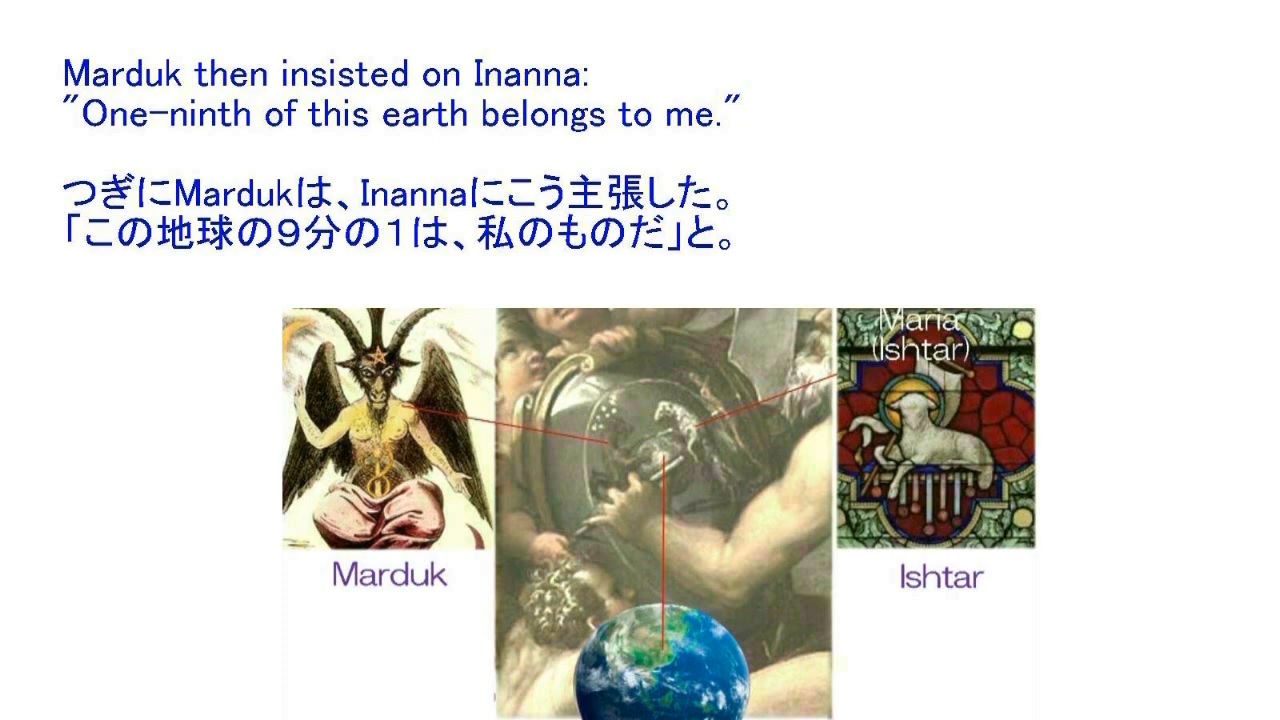 Marduk then insisted on Inanna:
"One-ninth of this earth belongs to me."
つぎにMardukは、Inannaにこう主張した。
「この地球の９分の１は、私のものだ」と。
Maria
(Ishtar)
Marduk
Ishtar